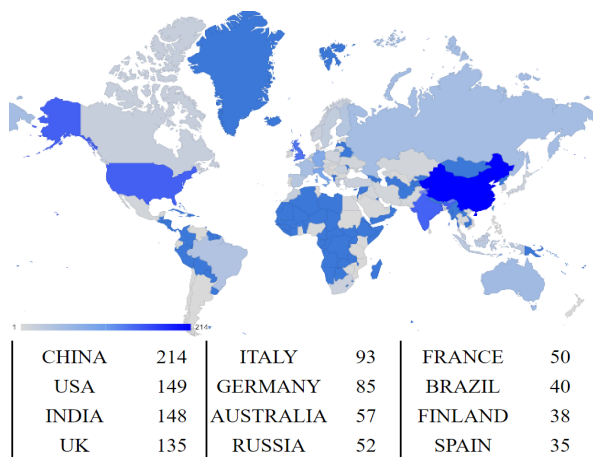 1 214
CHINA 214 ITALY 93 FRANCE 50
USA 149 GERMANY 85 BRAZIL 40
INDIA 148 AUSTRALIA 57 FINLAND 38
UK 135 RUSSIA 52 SPAIN 35